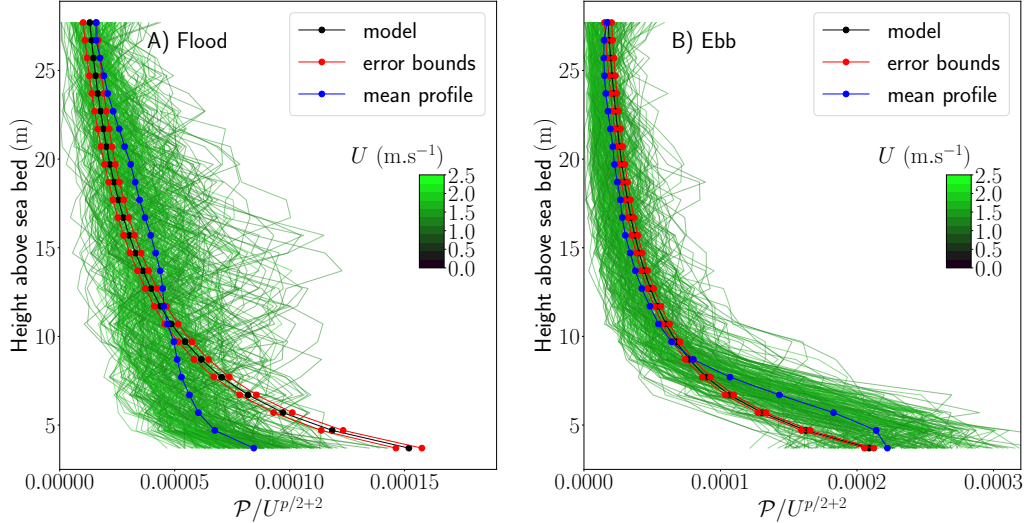 A) Flood
model
error bounds
mean profile
U (m.s⁻¹)
2.5
2.0
1.5
1.0
0.5
0.0
Height above sea bed (m)
25
20
15
10
5
0.00000
0.00005
0.00010
0.00015
𝒫/U^{p/2+2}
B) Ebb
model
error bounds
mean profile
U (m.s⁻¹)
2.5
2.0
1.5
1.0
0.5
0.0
Height above sea bed (m)
25
20
15
10
5
0.0000
0.0001
0.0002
0.0003
𝒫/U^{p/2+2}